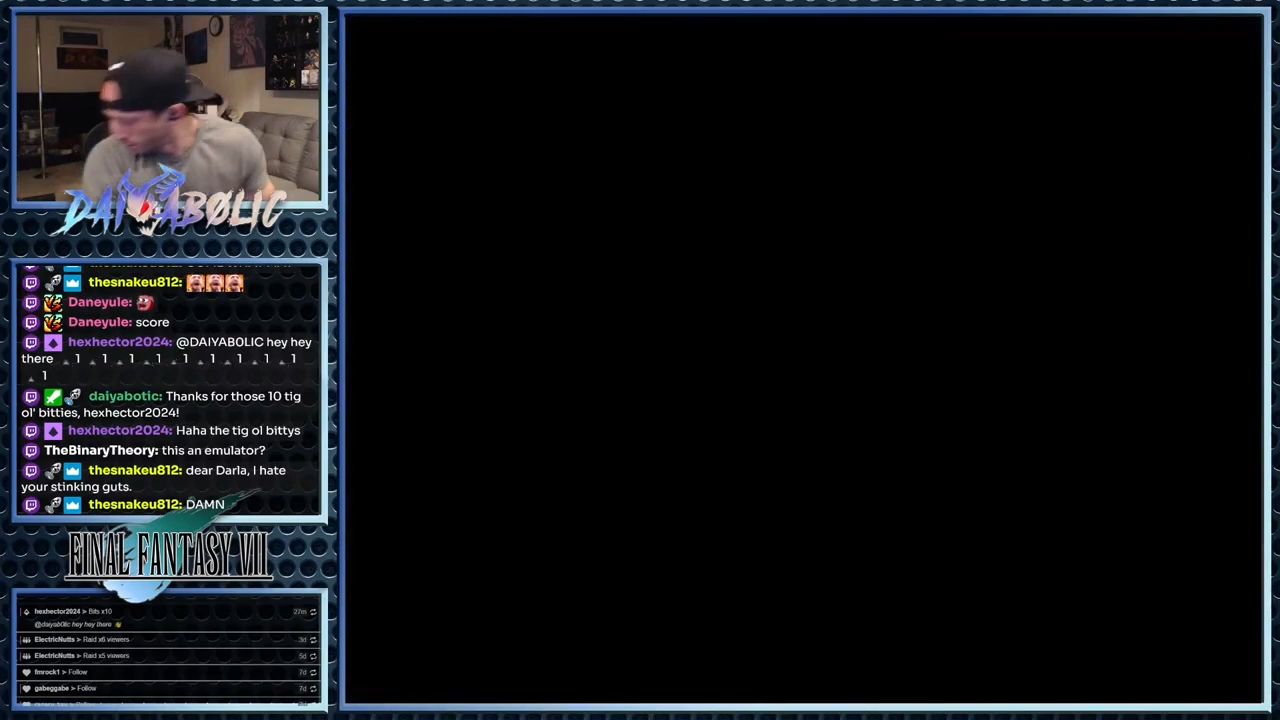 DAIYABØLIC
thesnakeu812:
Daneyule:
Daneyule: score
hexhector2024: @DAIYAB0LIC hey hey
there 1 1 1 1 1 1 1 1 1
1
daiyabotic: Thanks for those 10 tig
ol' bitties, hexhector2024!
hexhector2024: Haha the tig ol bittys
TheBinaryTheory: this an emulator?
thesnakeu812: dear Darla, I hate
your stinking guts.
thesnakeu812: DAMN
FINAL FANTASY VII
hexhector2024 > Bits x10 27m
@daiyab0lic hey hey there
ElectricNutts > Raid x6 viewers 3d
ElectricNutts > Raid x5 viewers 5d
fmrock1 > Follow 7d
gabeggabe > Follow 7d